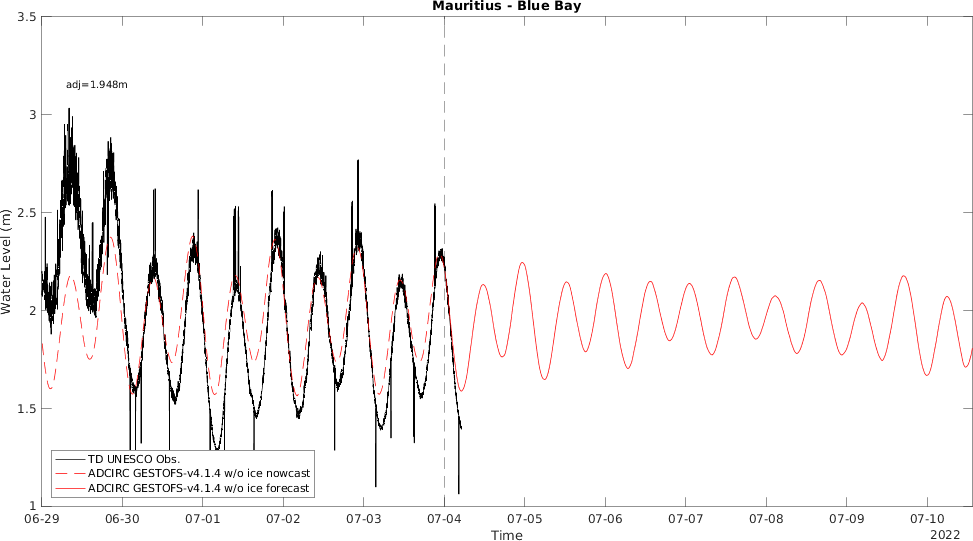 Mauritius - Blue Bay
3.5
adj=1.948m
3
2.5
Water Level (m)
2
1.5
TD UNESCO Obs.
ADCIRC GESTOFS-v4.1.4 w/o ice nowcast
ADCIRC GESTOFS-v4.1.4 w/o ice forecast
1
06-29 06-30 07-01 07-02 07-03 07-04 07-05 07-06 07-07 07-08 07-09 07-10
Time
2022